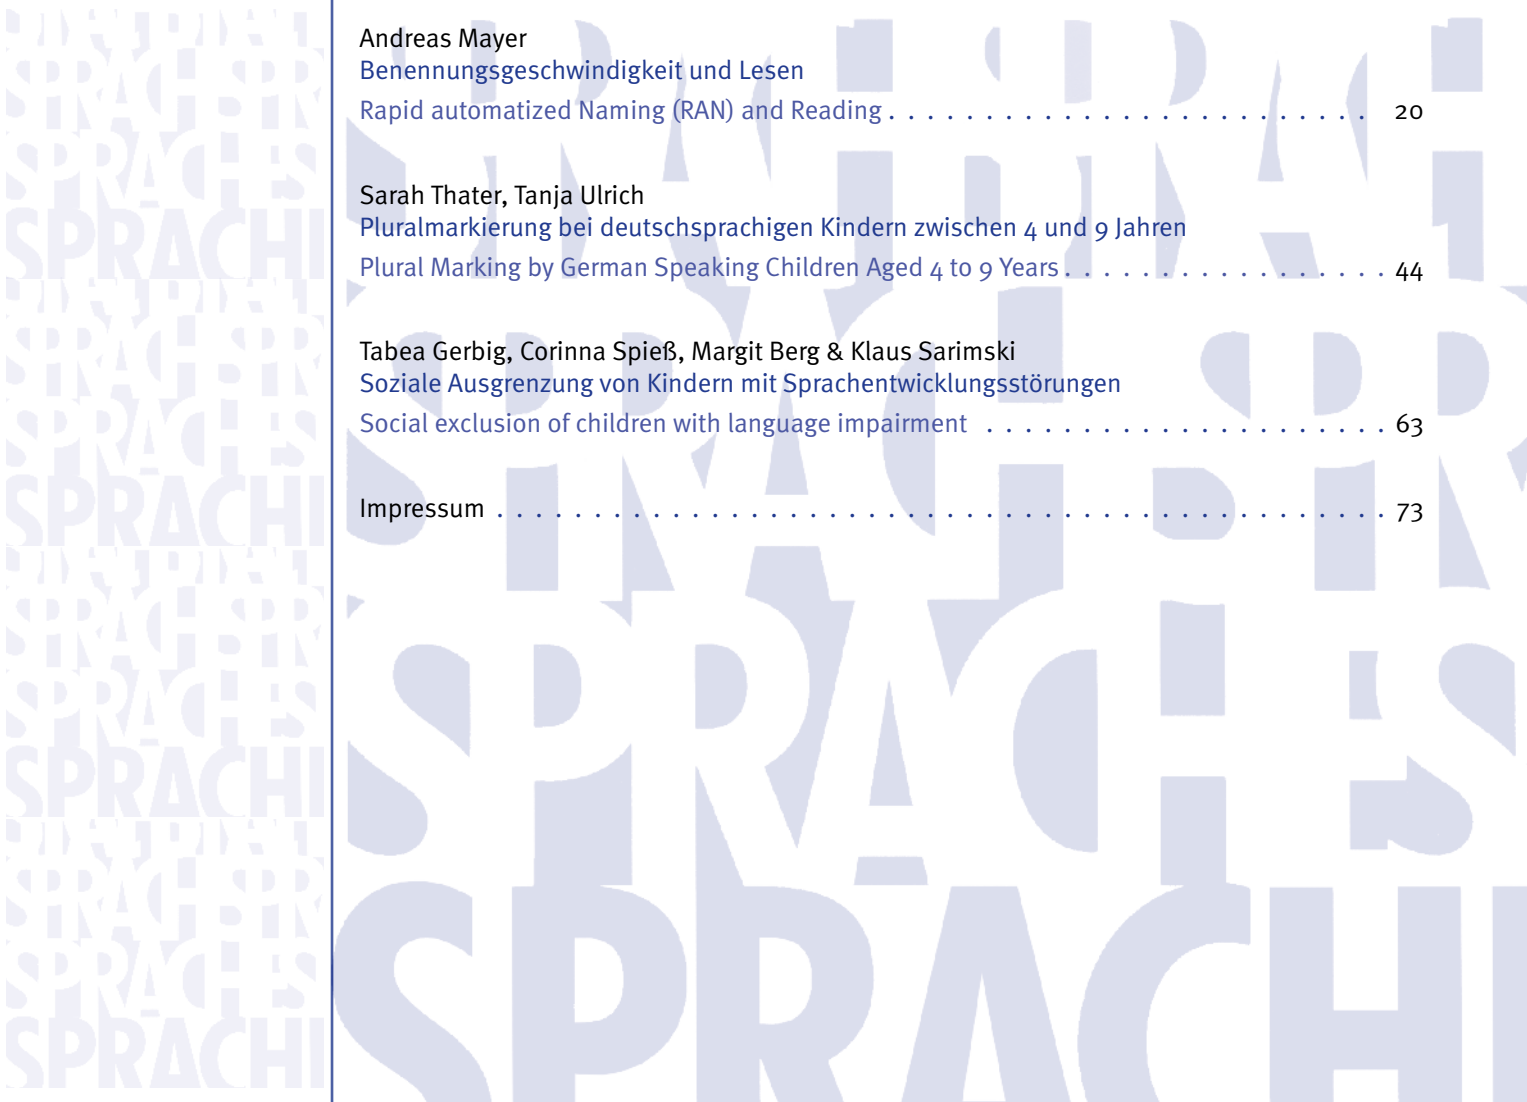 Andreas Mayer
Benennungsgeschwindigkeit und Lesen
Rapid automatized Naming (RAN) and Reading . . . . . . . . . . . . . . . . . . . . . . . . . 20
Sarah Thater, Tanja Ulrich
Pluralmarkierung bei deutschsprachigen Kindern zwischen 4 und 9 Jahren
Plural Marking by German Speaking Children Aged 4 to 9 Years . . . . . . . . . . . . . . . . . 44
Tabea Gerbig, Corinna Spieß, Margit Berg & Klaus Sarimski
Soziale Ausgrenzung von Kindern mit Sprachentwicklungsstörungen
Social exclusion of children with language impairment . . . . . . . . . . . . . . . . . . . . . 63
Impressum . . . . . . . . . . . . . . . . . . . . . . . . . . . . . . . . . . . . . . . . . . . . . . 73